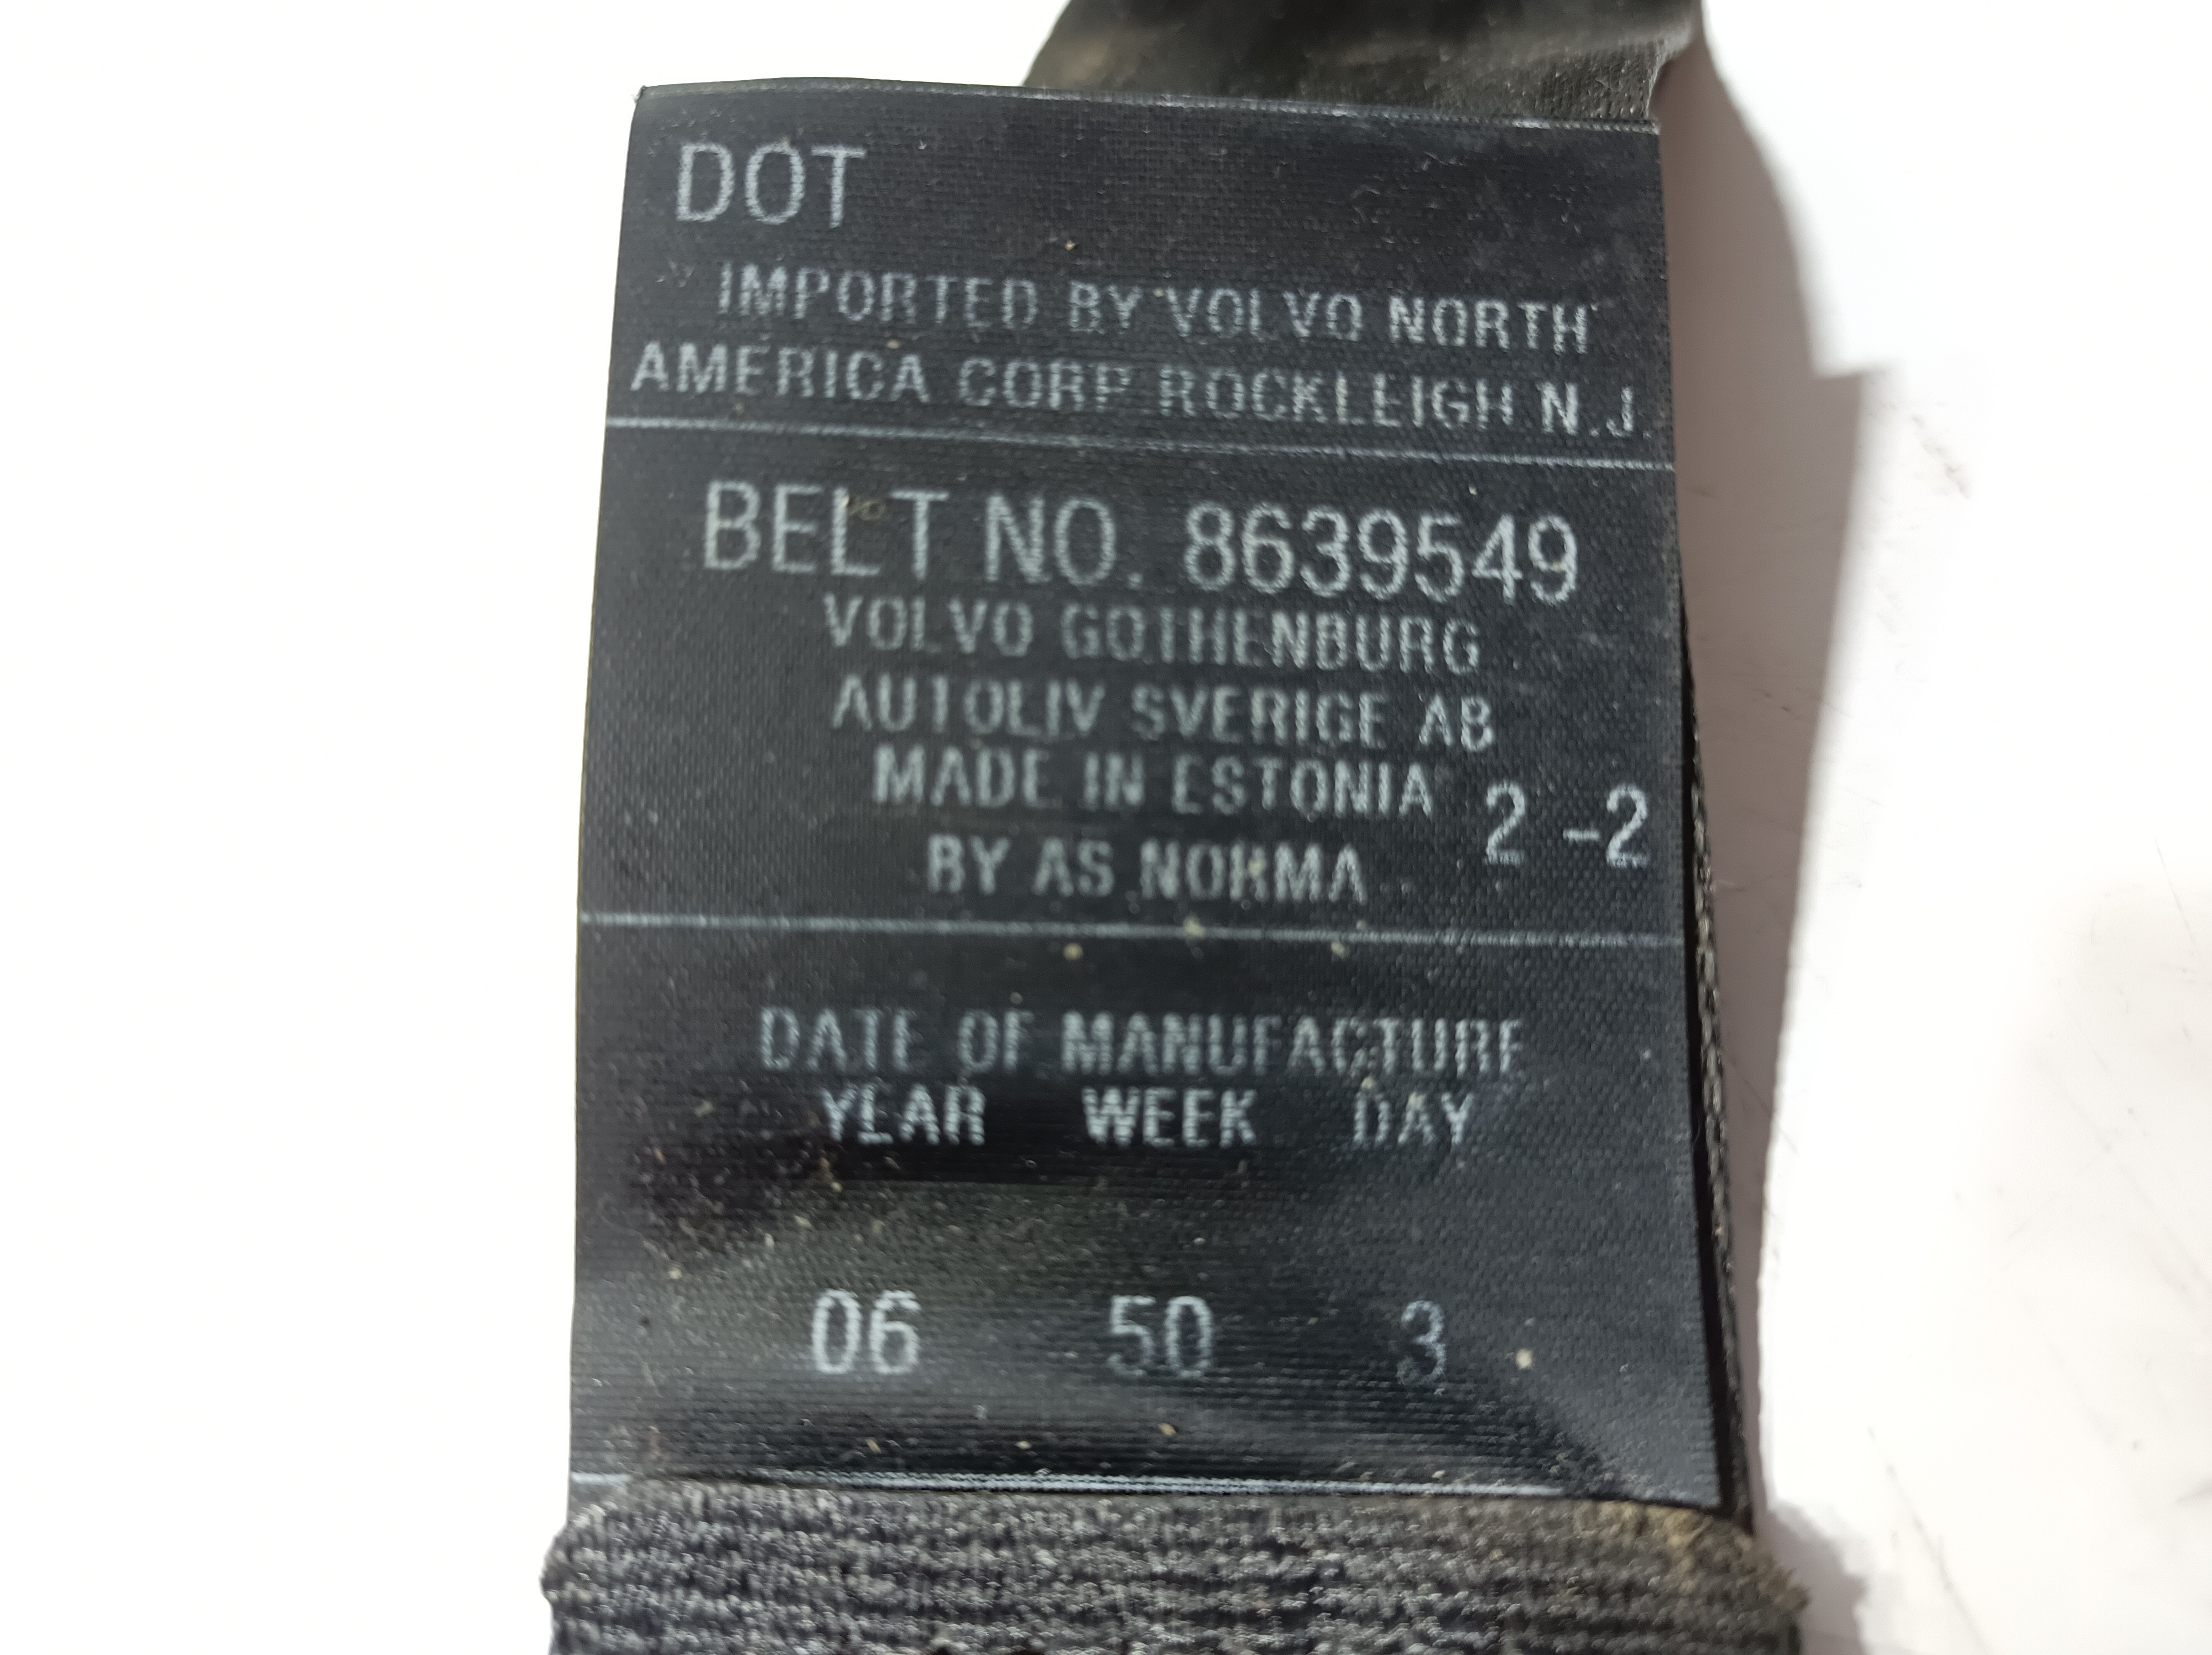 DOT
IMPORTED BY VOLVO NORTH
AMERICA CORP ROCKLEIGH N.J.
BELT NO. 8639549
VOLVO GOTHENBURG
AUTOLIV SVERIGE AB
MADE IN ESTONIA
2 -2
BY AS NORMA
DATE OF MANUFACTURE
YEAR WEEK DAY
06 50 3